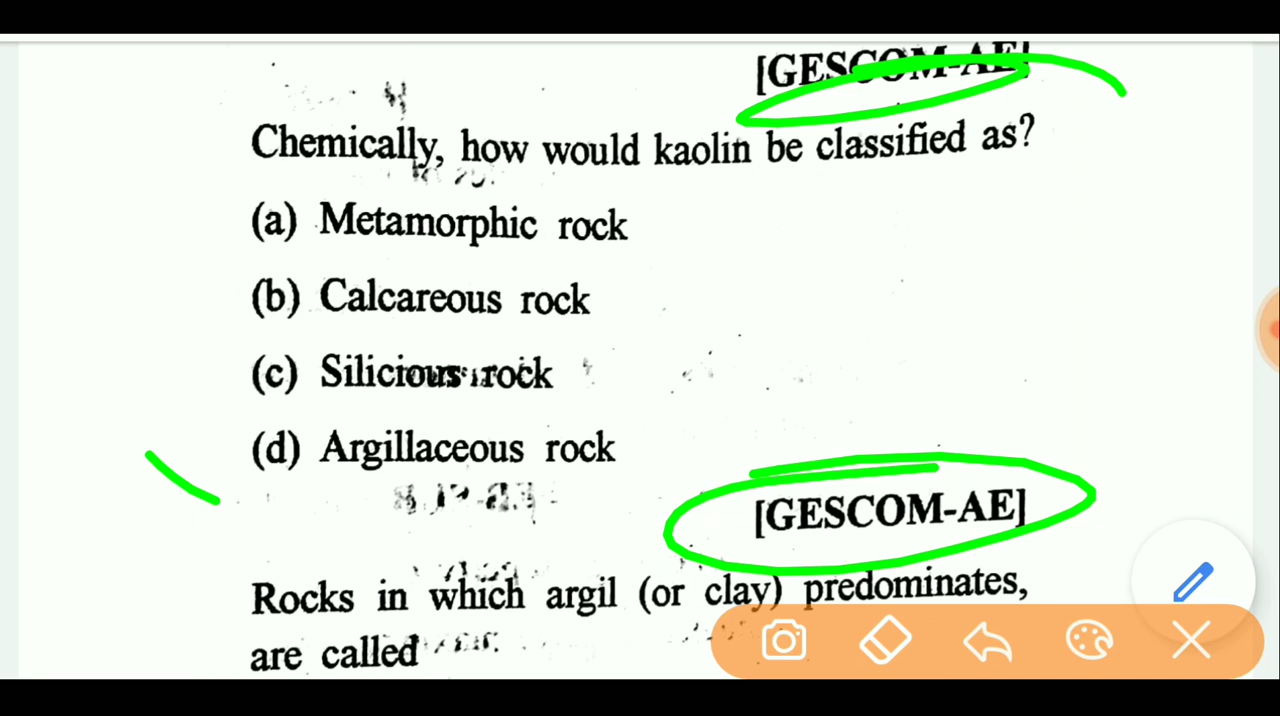 [GESCOM-AE]
Chemically, how would kaolin be classified as?
(a) Metamorphic rock
(b) Calcareous rock
(c) Silicious rock
(d) Argillaceous rock
[GESCOM-AE]
Rocks in which argil (or clay) predominates,
are called